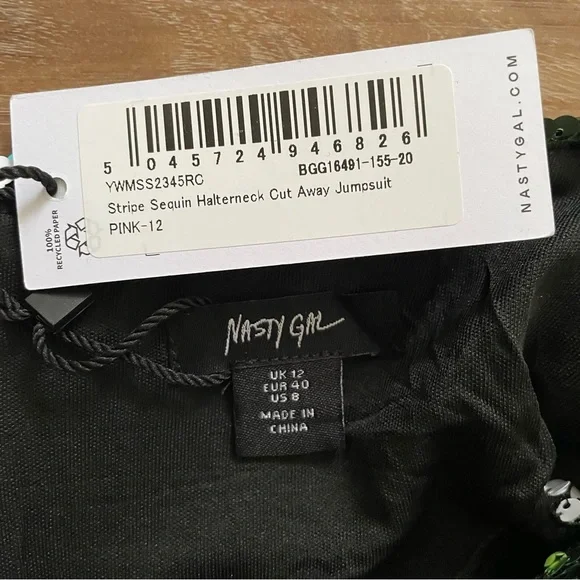 5 045724 946826
YWMSS2345RC BGG16491-155-20
Stripe Sequin Halterneck Cut Away Jumpsuit
PINK-12
NASTYGAL.COM
100%
RECYCLED PAPER
NASTY GAL
UK 12
EUR 40
US 8
MADE IN
CHINA